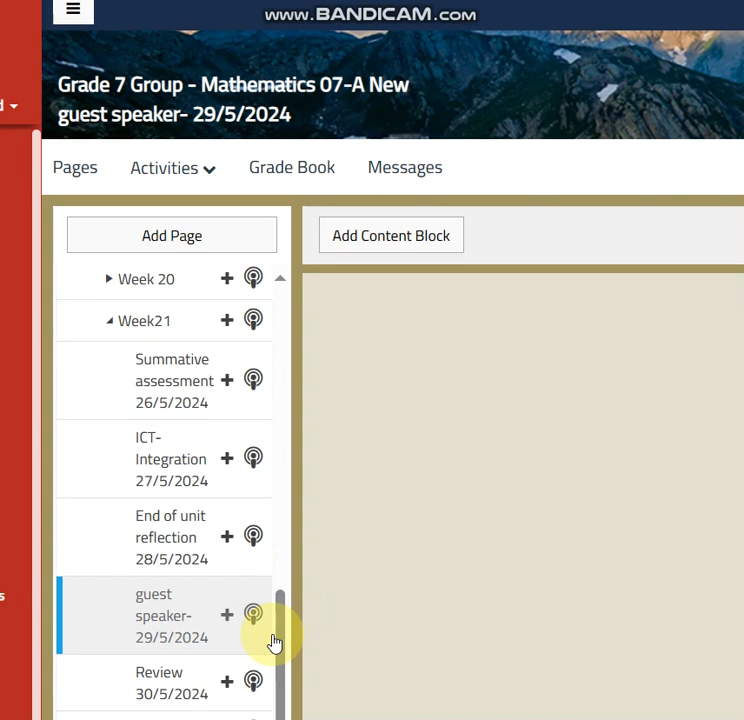 www.BANDICAM.com
Grade 7 Group - Mathematics 07-A New
guest speaker- 29/5/2024
d
Pages
Activities
Grade Book
Messages
Add Page
Add Content Block
Week 20
Week21
Summative
assessment
26/5/2024
ICT-
Integration
27/5/2024
End of unit
reflection
28/5/2024
guest
speaker-
29/5/2024
s
Review
30/5/2024